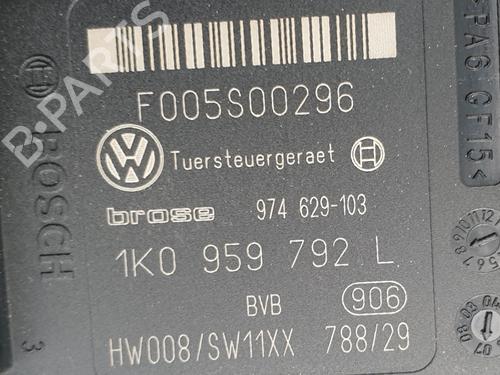 F005S00296
Tuersteuergeraet
brose 974 629-103
1K0 959 792 L
BVB 906
HW008/SW11XX 788/29
BOSCH
3
>PA6 GF15<
B-PARTS